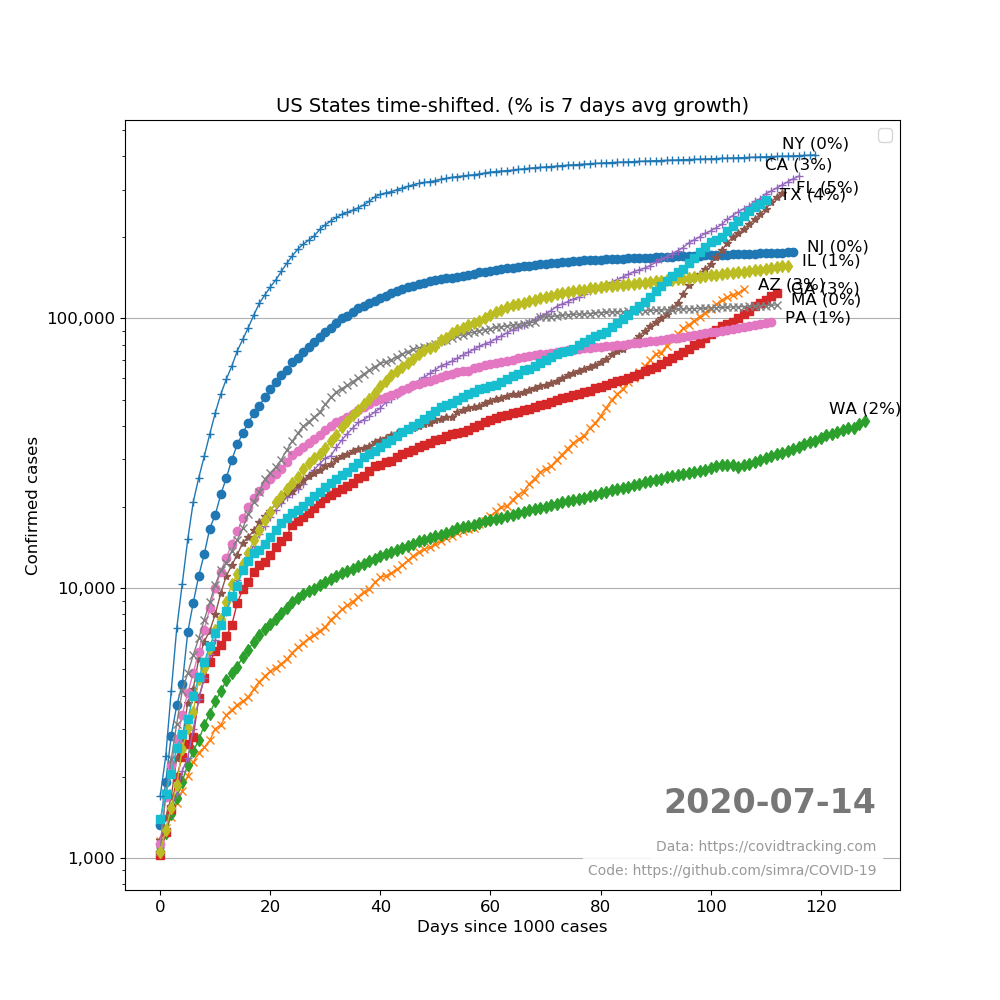 US States time-shifted. (% is 7 days avg growth)
NY (0%)
CA (3%)
FL (5%)
TX (4%)
NJ (0%)
IL (1%)
AZ (3%)
GA (3%)
MA (0%)
PA (1%)
WA (2%)
100,000
10,000
1,000
Confirmed cases
2020-07-14
Data: https://covidtracking.com
Code: https://github.com/simra/COVID-19
0 20 40 60 80 100 120
Days since 1000 cases